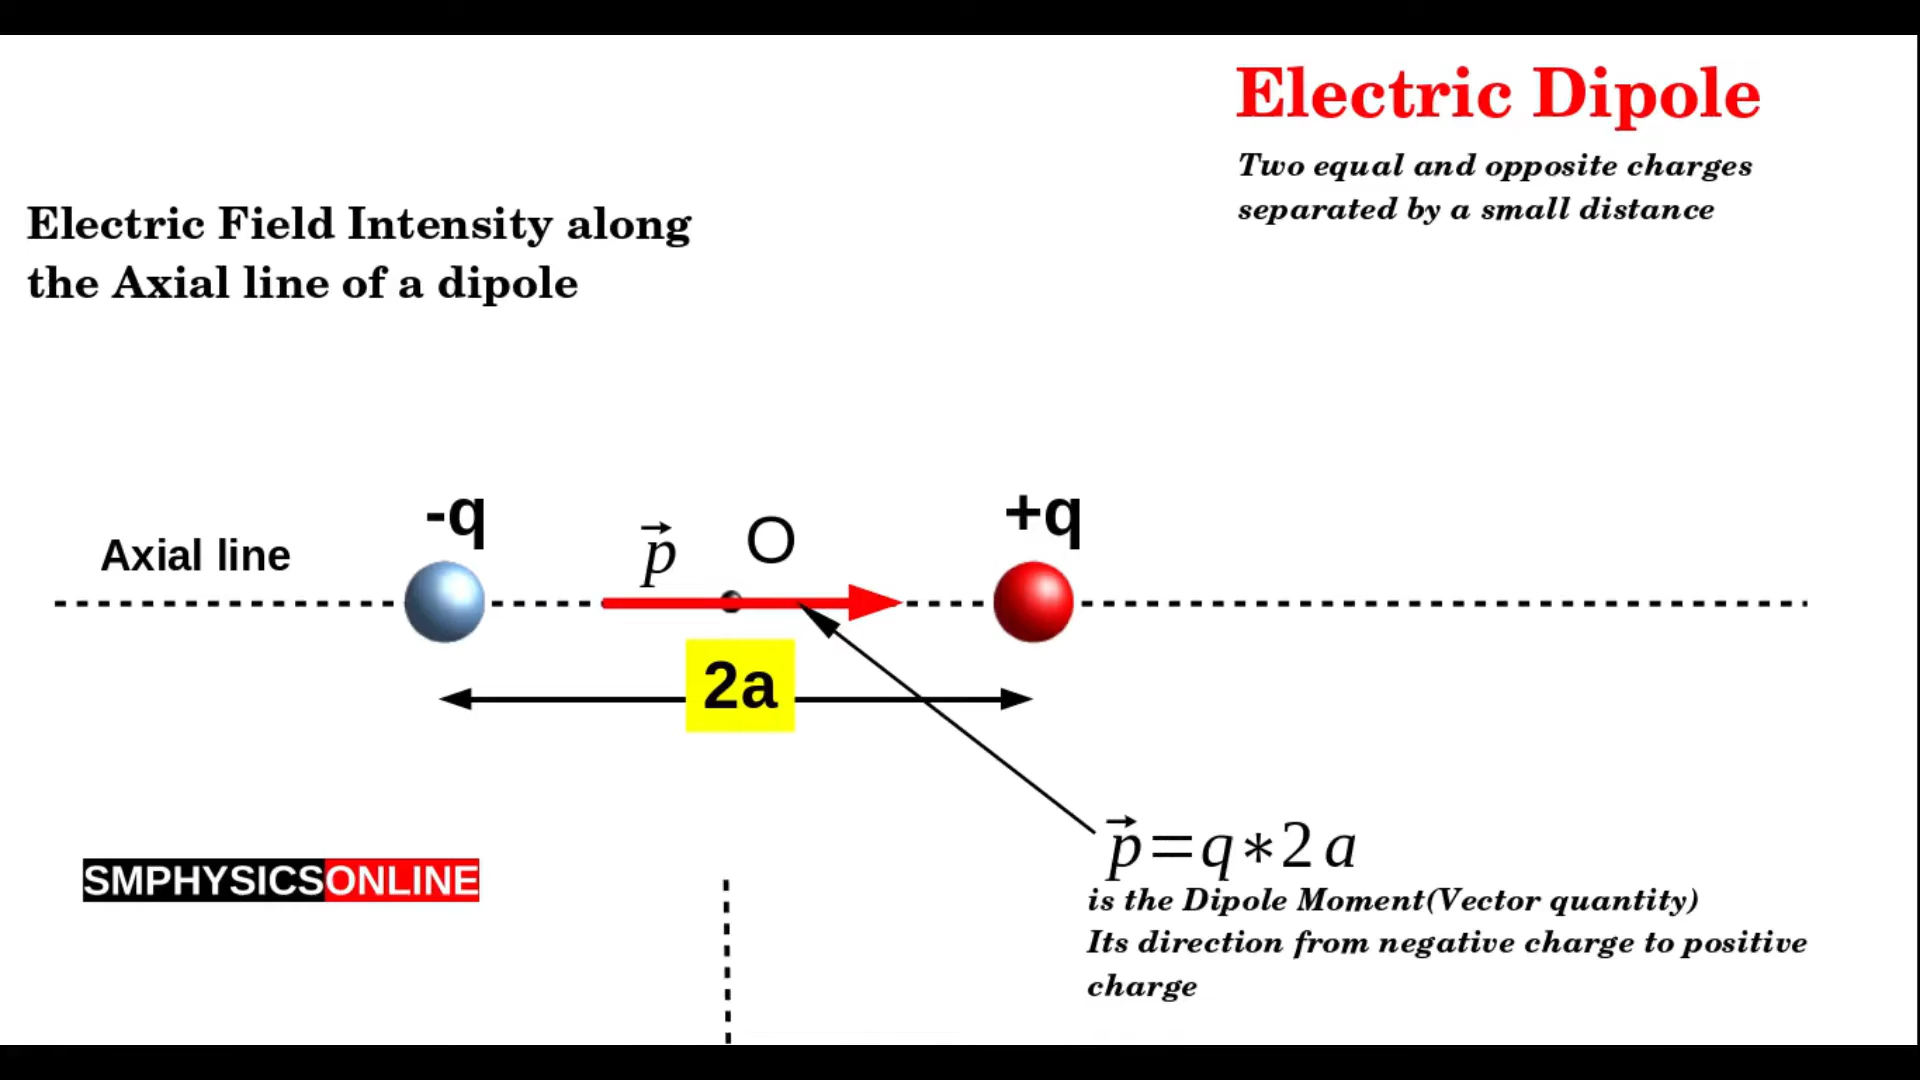 Electric Dipole
Two equal and opposite charges
separated by a small distance
Electric Field Intensity along
the Axial line of a dipole
-q
+q
Axial line
p⃗
O
2a
p⃗=q∗2a
is the Dipole Moment(Vector quantity)
Its direction from negative charge to positive
charge
SMPHYSICSONLINE